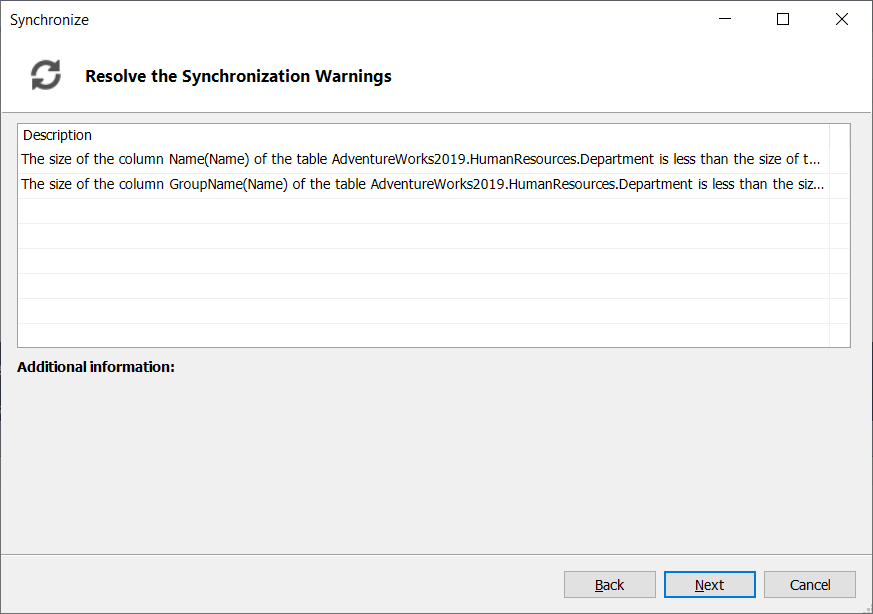 Synchronize
Resolve the Synchronization Warnings
Description
The size of the column Name(Name) of the table AdventureWorks2019.HumanResources.Department is less than the size of t...
The size of the column GroupName(Name) of the table AdventureWorks2019.HumanResources.Department is less than the siz...
Additional information:
Back Next Cancel